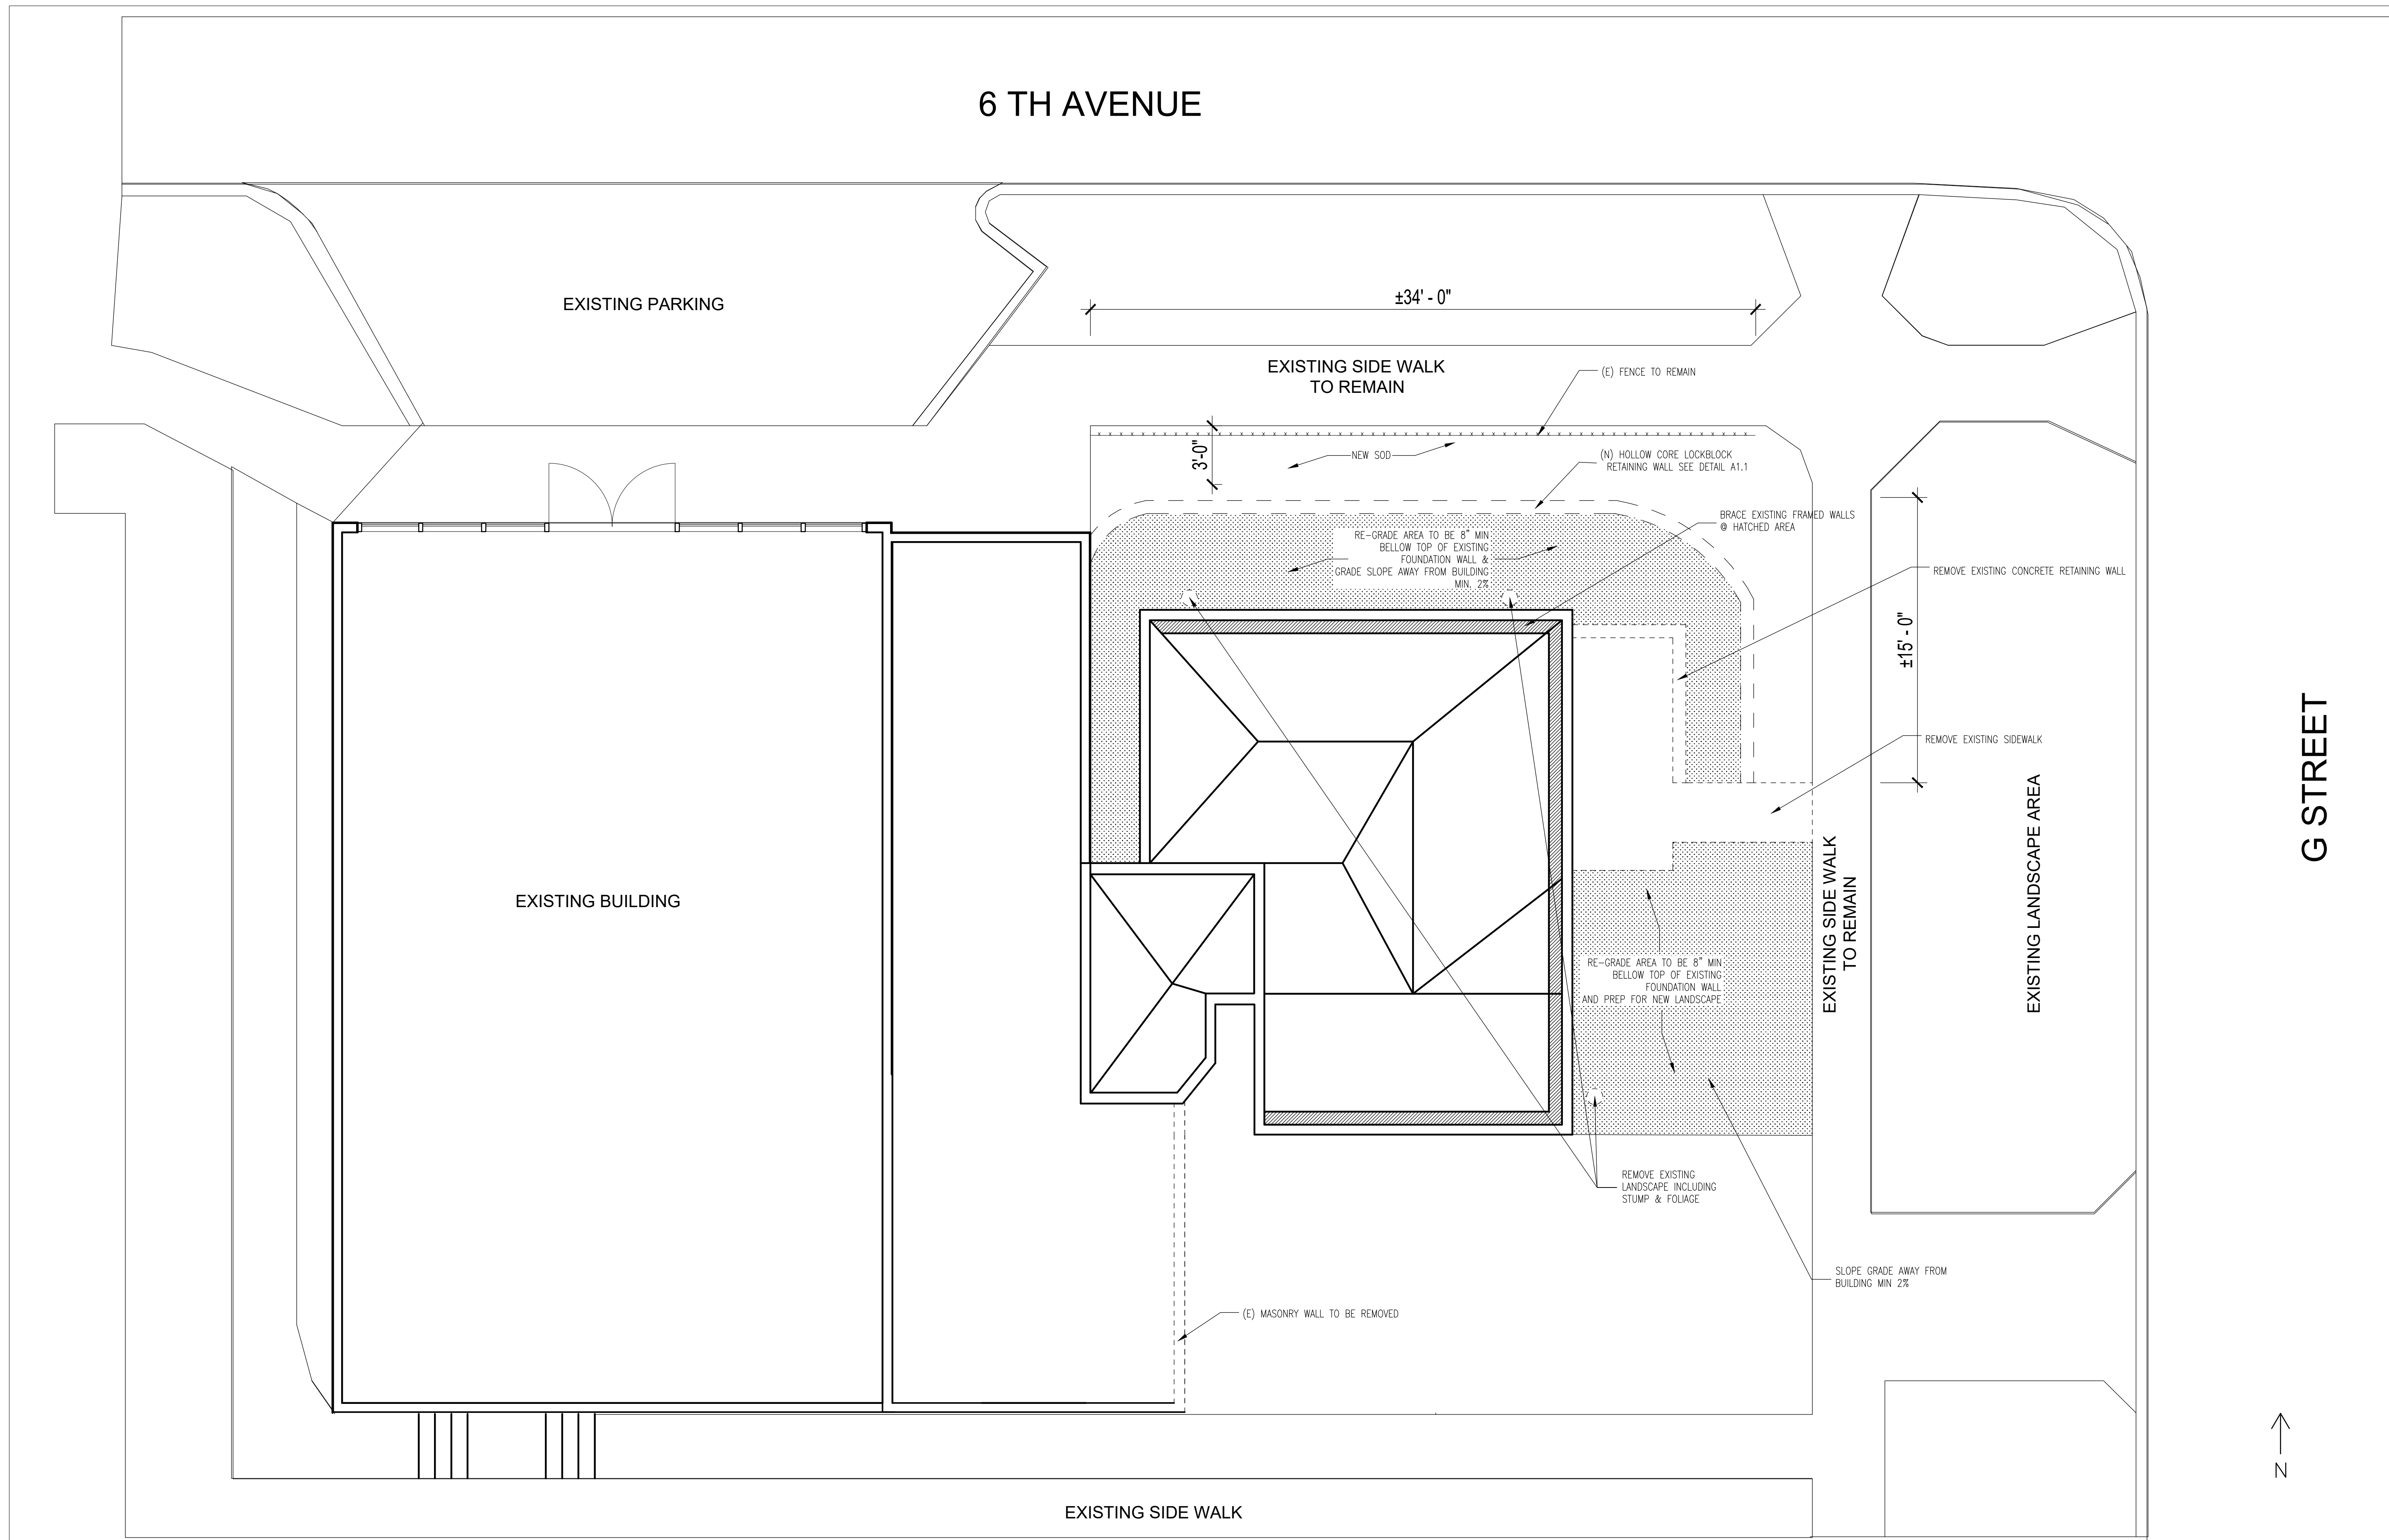 6 TH AVENUE
EXISTING PARKING
±34' - 0"
EXISTING SIDE WALK
TO REMAIN
(E) FENCE TO REMAIN
3'-0"
NEW SOD
(N) HOLLOW CORE LOCKBLOCK
RETAINING WALL SEE DETAIL A1.1
BRACE EXISTING FRAMED WALLS
@ HATCHED AREA
RE-GRADE AREA TO BE 8" MIN
BELLOW TOP OF EXISTING
FOUNDATION WALL &
GRADE SLOPE AWAY FROM BUILDING
MIN. 2%
REMOVE EXISTING CONCRETE RETAINING WALL
±15' - 0"
REMOVE EXISTING SIDEWALK
G STREET
EXISTING BUILDING
EXISTING SIDE WALK
TO REMAIN
EXISTING LANDSCAPE AREA
RE-GRADE AREA TO BE 8" MIN
BELLOW TOP OF EXISTING
FOUNDATION WALL
AND PREP FOR NEW LANDSCAPE
REMOVE EXISTING
LANDSCAPE INCLUDING
STUMP & FOLIAGE
SLOPE GRADE AWAY FROM
BUILDING MIN 2%
(E) MASONRY WALL TO BE REMOVED
N
EXISTING SIDE WALK